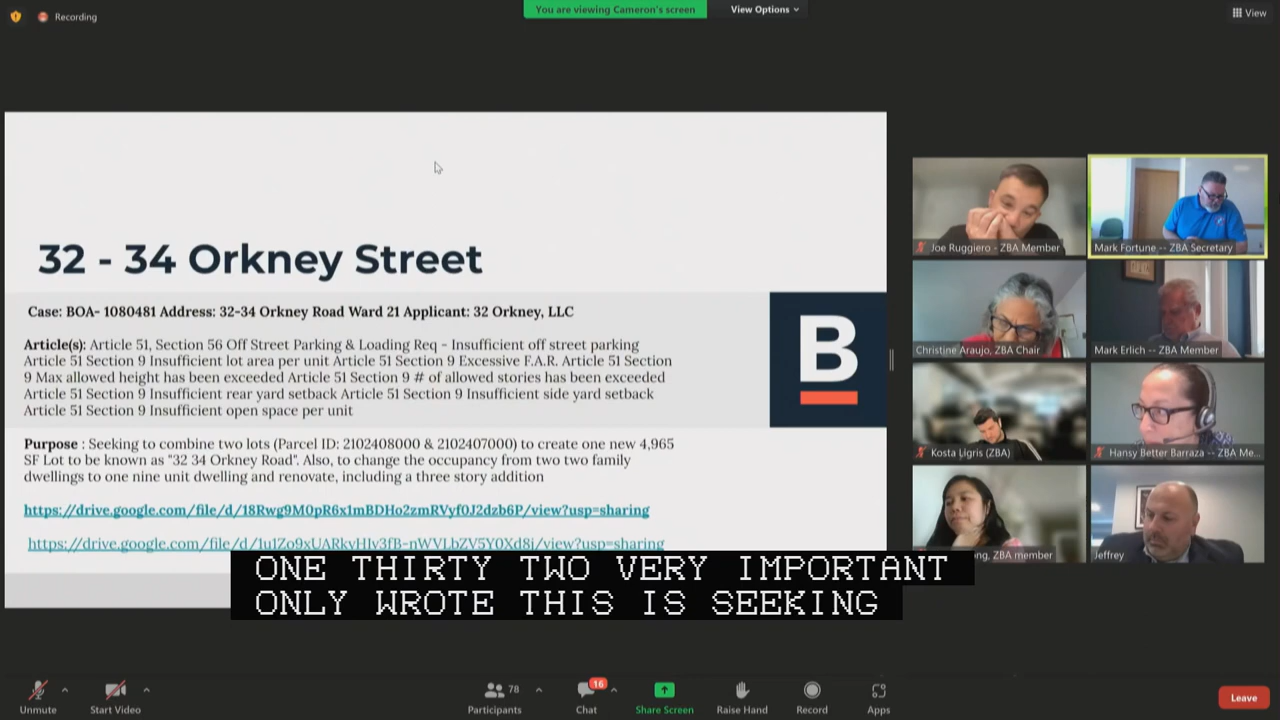 Recording
You are viewing Cameron's screen
View Options
View
32 - 34 Orkney Street
Case: BOA- 1080481 Address: 32-34 Orkney Road Ward 21 Applicant: 32 Orkney, LLC
Article(s): Article 51, Section 56 Off Street Parking & Loading Req - Insufficient off street parking
Article 51 Section 9 Insufficient lot area per unit Article 51 Section 9 Excessive F.A.R. Article 51 Section
9 Max allowed height has been exceeded Article 51 Section 9 # of allowed stories has been exceeded
Article 51 Section 9 Insufficient rear yard setback Article 51 Section 9 Insufficient side yard setback
Article 51 Section 9 Insufficient open space per unit
B
Purpose : Seeking to combine two lots (Parcel ID: 2102408000 & 2102407000) to create one new 4,965
SF Lot to be known as "32 34 Orkney Road". Also, to change the occupancy from two two family
dwellings to one nine unit dwelling and renovate, including a three story addition
https://drive.google.com/file/d/18Rwg9M0pR6x1mBDHo2zmRVyf0J2dzb6P/view?usp=sharing
ONE THIRTY TWO VERY IMPORTANT
ONLY WROTE THIS IS SEEKING
Joe Ruggiero - ZBA Member
Mark Fortune -- ZBA Secretary
Christine Araujo, ZBA Chair
Mark Erlich -- ZBA Member
Kosta Ligris (ZBA)
Hansy Better Barraza -- ZBA Me...
ZBA member
Jeffrey
Unmute
Start Video
78
Participants
16
Chat
Share Screen
Raise Hand
Record
Apps
Leave